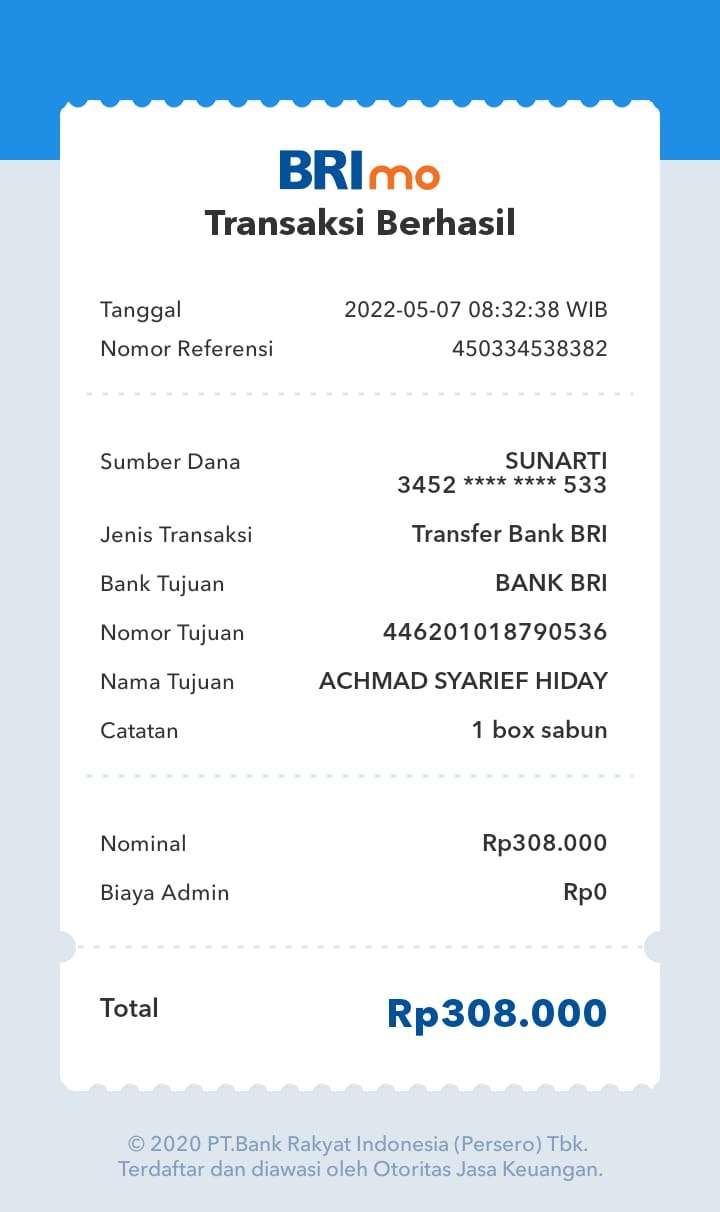 BRImo
Transaksi Berhasil
Tanggal 2022-05-07 08:32:38 WIB
Nomor Referensi 450334538382
Sumber Dana SUNARTI
3452 **** **** 533
Jenis Transaksi Transfer Bank BRI
Bank Tujuan BANK BRI
Nomor Tujuan 446201018790536
Nama Tujuan ACHMAD SYARIEF HIDAY
Catatan 1 box sabun
Nominal Rp308.000
Biaya Admin Rp0
Total Rp308.000
© 2020 PT.Bank Rakyat Indonesia (Persero) Tbk.
Terdaftar dan diawasi oleh Otoritas Jasa Keuangan.